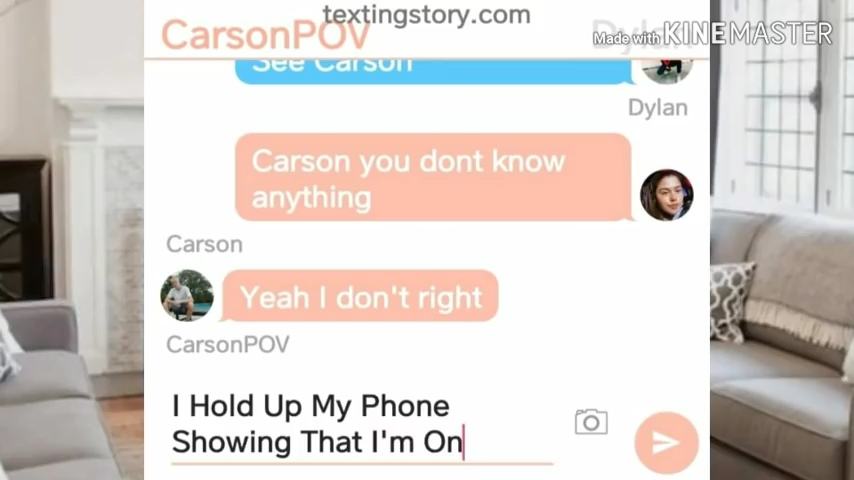 textingstory.com
CarsonPOV
Dylan
Made with KINEMASTER
See Carson
Dylan
Carson you dont know
anything
Carson
Yeah I don't right
CarsonPOV
I Hold Up My Phone
Showing That I'm On